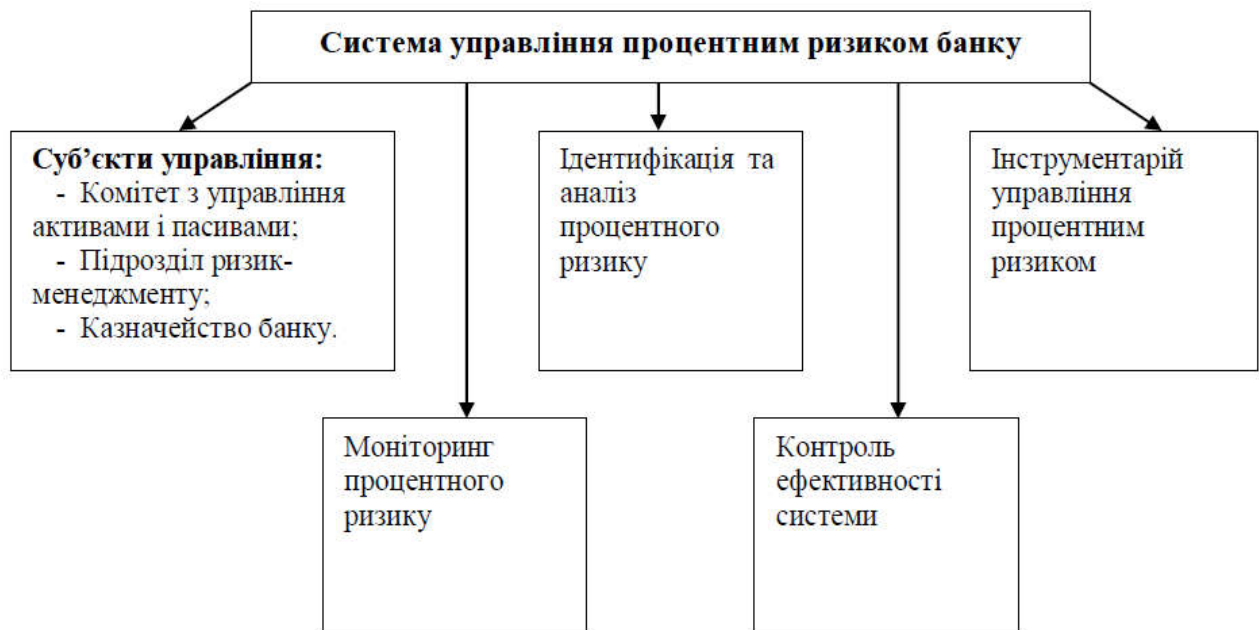 Система управління процентним ризиком банку
Суб’єкти управління:
- Комітет з управління
активами і пасивами;
- Підрозділ ризик-
менеджменту;
- Казначейство банку.
Ідентифікація та
аналіз
процентного
ризику
Інструментарій
управління
процентним
ризиком
Моніторинг
процентного
ризику
Контроль
ефективності
системи